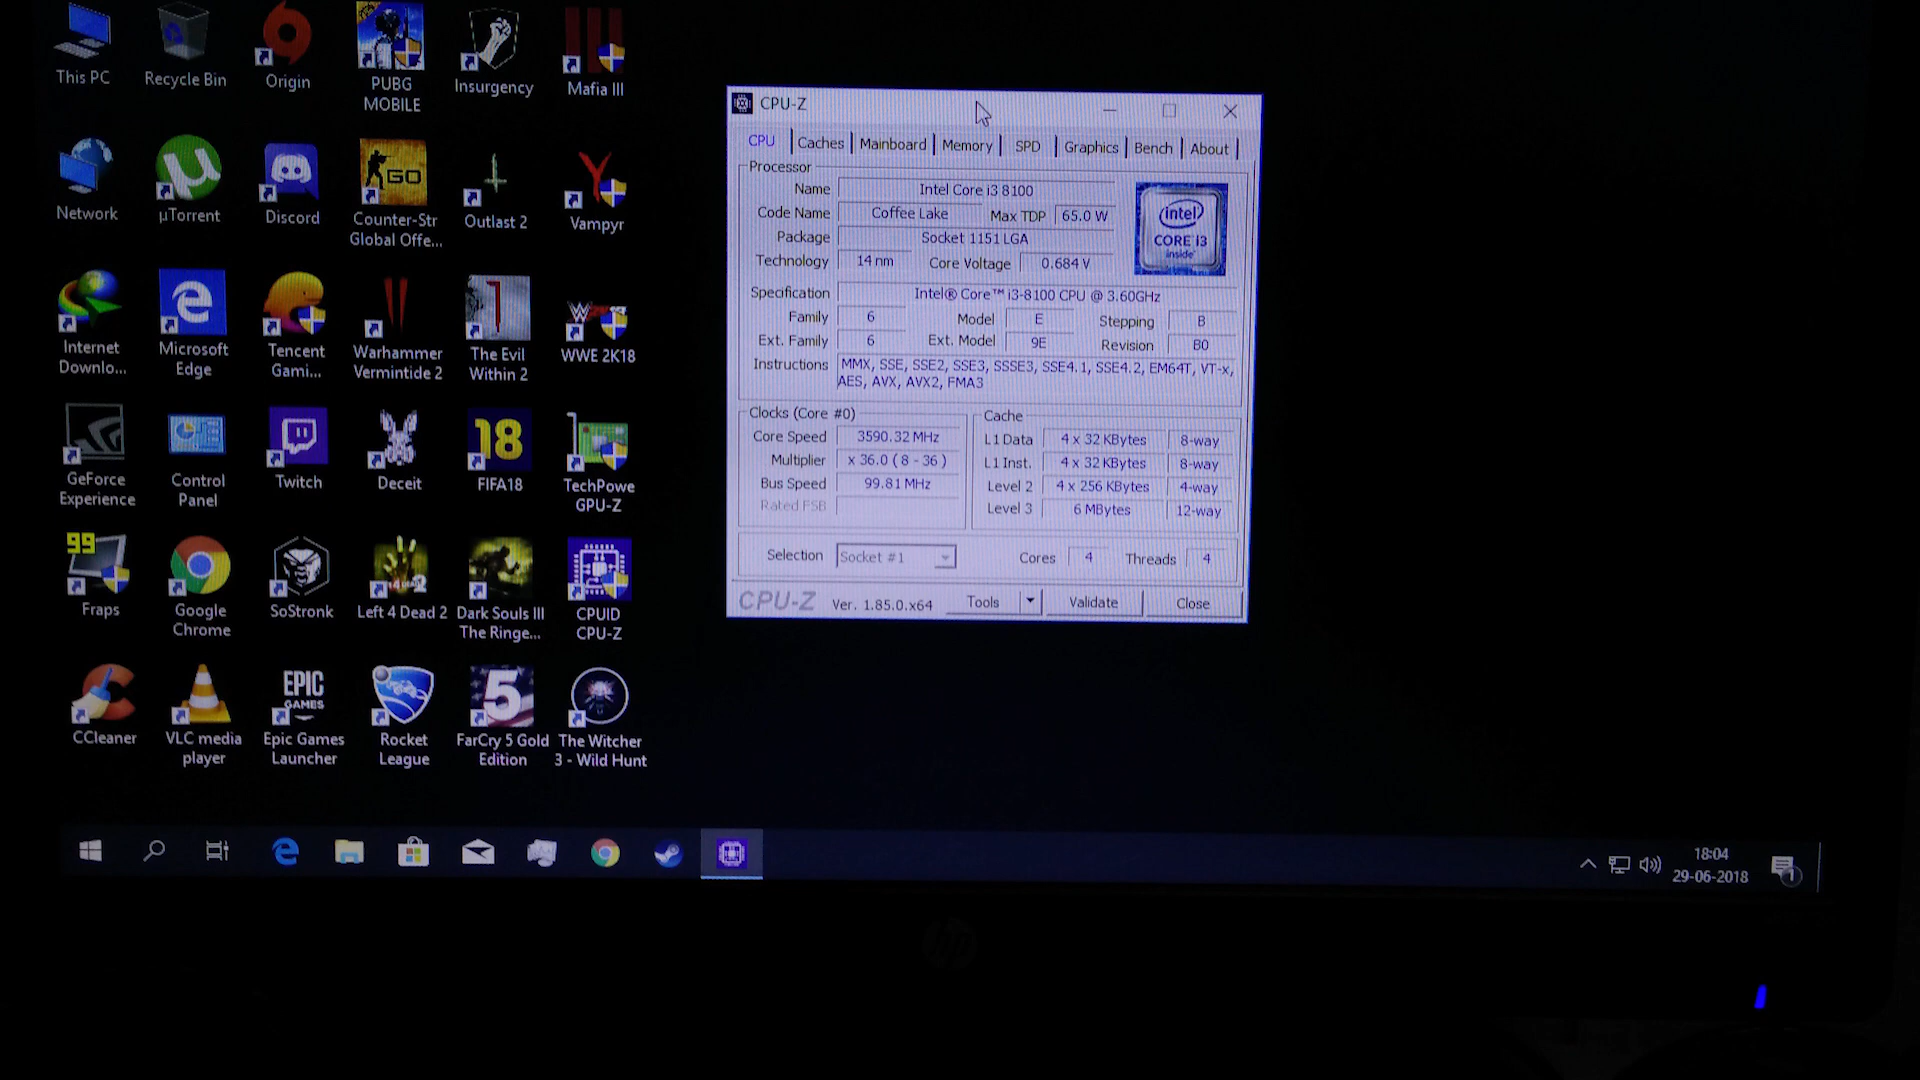 This PC
Recycle Bin
Origin
PUBG
MOBILE
Insurgency
Mafia III
Network
µTorrent
Discord
GO
Counter-Str
Global Offe...
Outlast 2
Vampyr
Internet
Downlo...
Microsoft
Edge
Tencent
Gami...
Warhammer
Vermintide 2
The Evil
Within 2
WWE 2K18
GeForce
Experience
Control
Panel
Twitch
Deceit
18
FIFA18
TechPowe
GPU-Z
99
Fraps
Google
Chrome
SoStronk
Left 4 Dead 2
Dark Souls III
The Ringe...
CPUID
CPU-Z
CCleaner
VLC media
player
EPIC
GAMES
Epic Games
Launcher
Rocket
League
5
FarCry 5 Gold
Edition
The Witcher
3 - Wild Hunt
CPU-Z
CPU Caches Mainboard Memory SPD Graphics Bench About
Processor
Name Intel Core i3 8100
Code Name Coffee Lake Max TDP 65.0 W
Package Socket 1151 LGA
Technology 14 nm Core Voltage 0.684 V
intel
CORE i3
inside
Specification Intel® Core™ i3-8100 CPU @ 3.60GHz
Family 6 Model E Stepping B
Ext. Family 6 Ext. Model 9E Revision B0
Instructions MMX, SSE, SSE2, SSE3, SSSE3, SSE4.1, SSE4.2, EM64T, VT-x,
AES, AVX, AVX2, FMA3
Clocks (Core #0)
Core Speed 3590.32 MHz
Multiplier x 36.0 ( 8 - 36 )
Bus Speed 99.81 MHz
Rated FSB
Cache
L1 Data 4 x 32 KBytes 8-way
L1 Inst. 4 x 32 KBytes 8-way
Level 2 4 x 256 KBytes 4-way
Level 3 6 MBytes 12-way
Selection Socket #1 Cores 4 Threads 4
CPU-Z Ver. 1.85.0.x64 Tools Validate Close
18:04
29-06-2018
1
hp